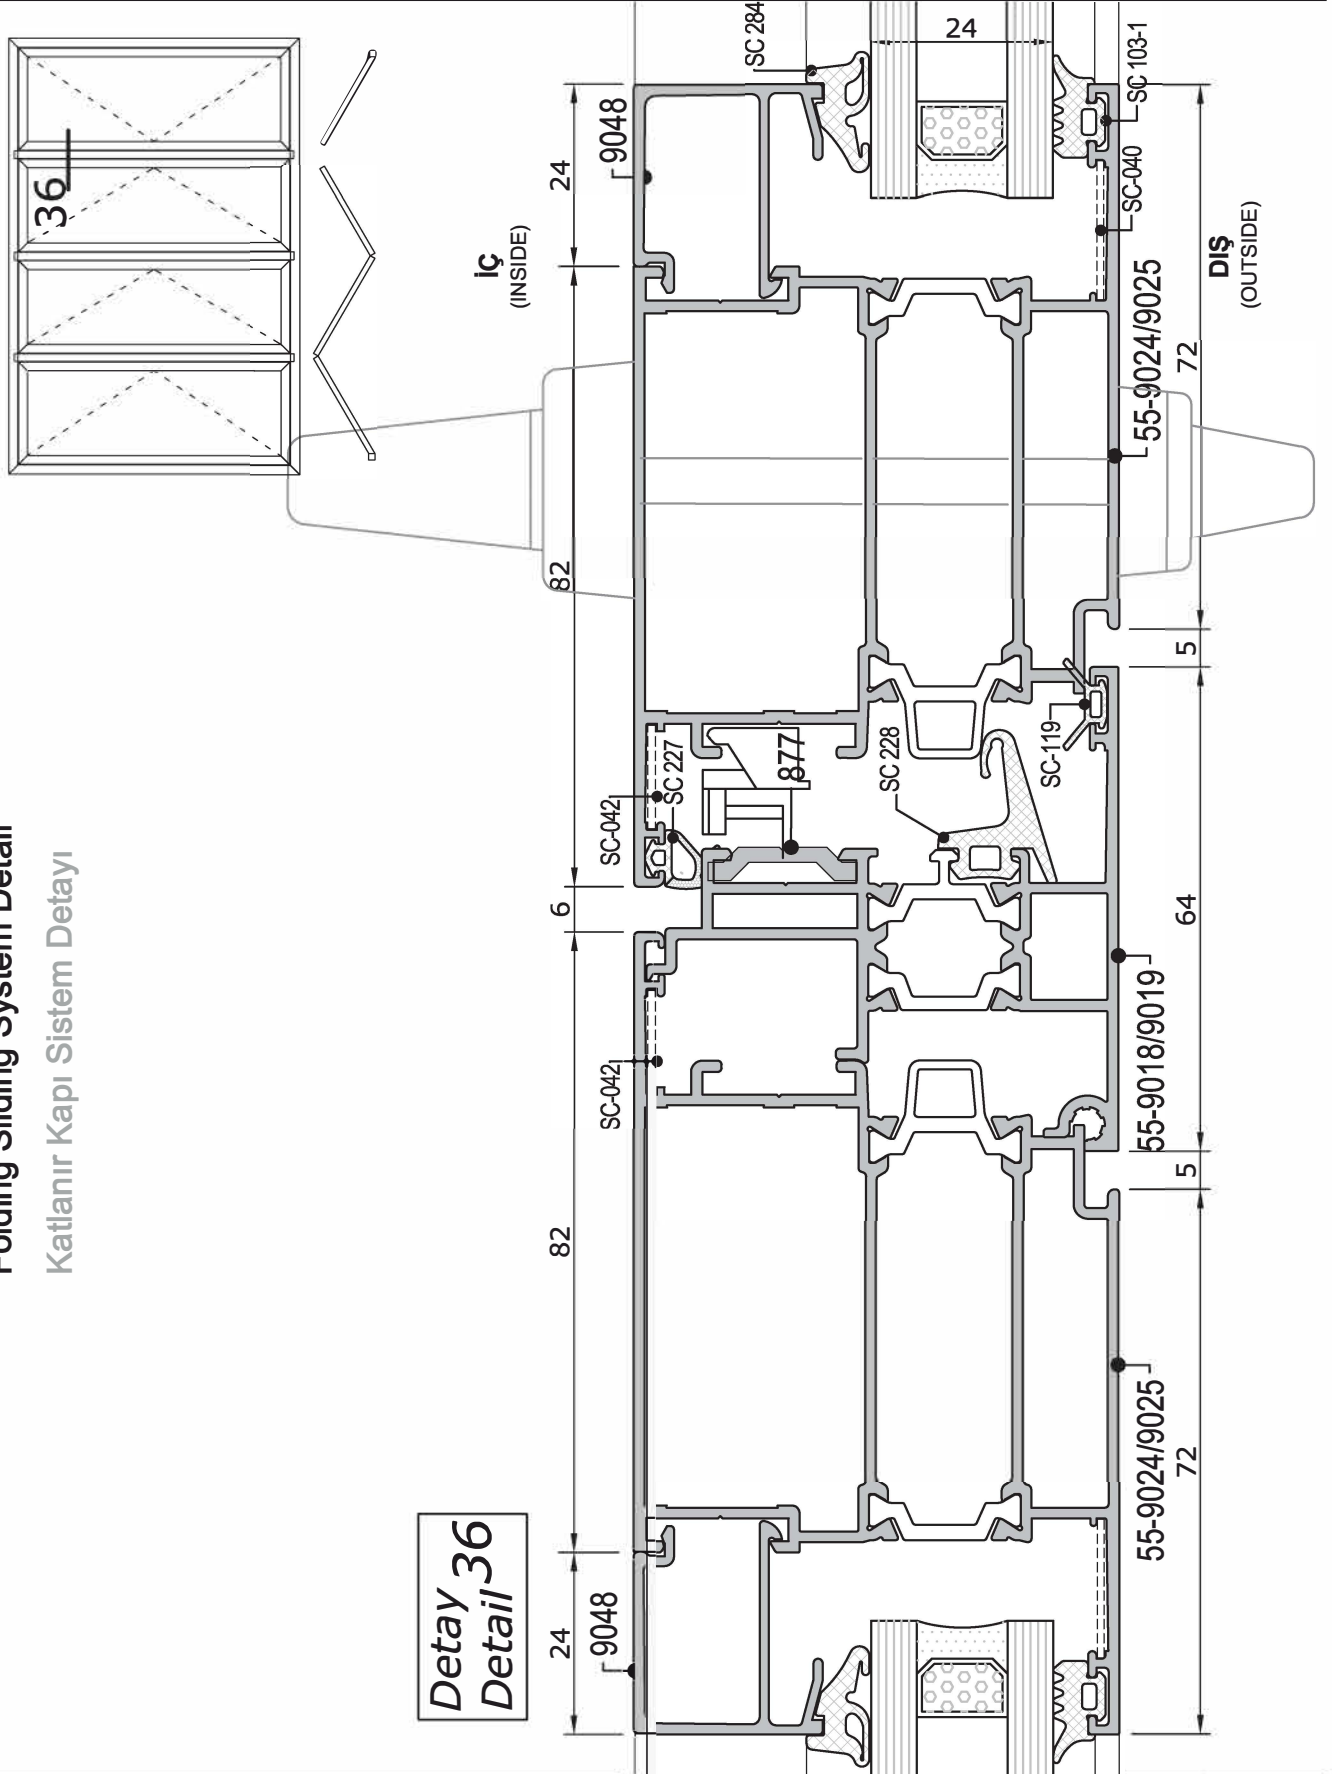 Folding Sliding System Detail
Katlanır Kapı Sistem Detayı
36
Detay
Detail 36
İÇ
(INSIDE)
DIŞ
(OUTSIDE)
24
82
6
82
24
9048
9048
SC-042
SC-042
SC 227
877
SC 228
SC-119
SC 284
24
SC 103-1
SC-040
55-9024/9025
55-9018/9019
55-9024/9025
72
5
64
5
72